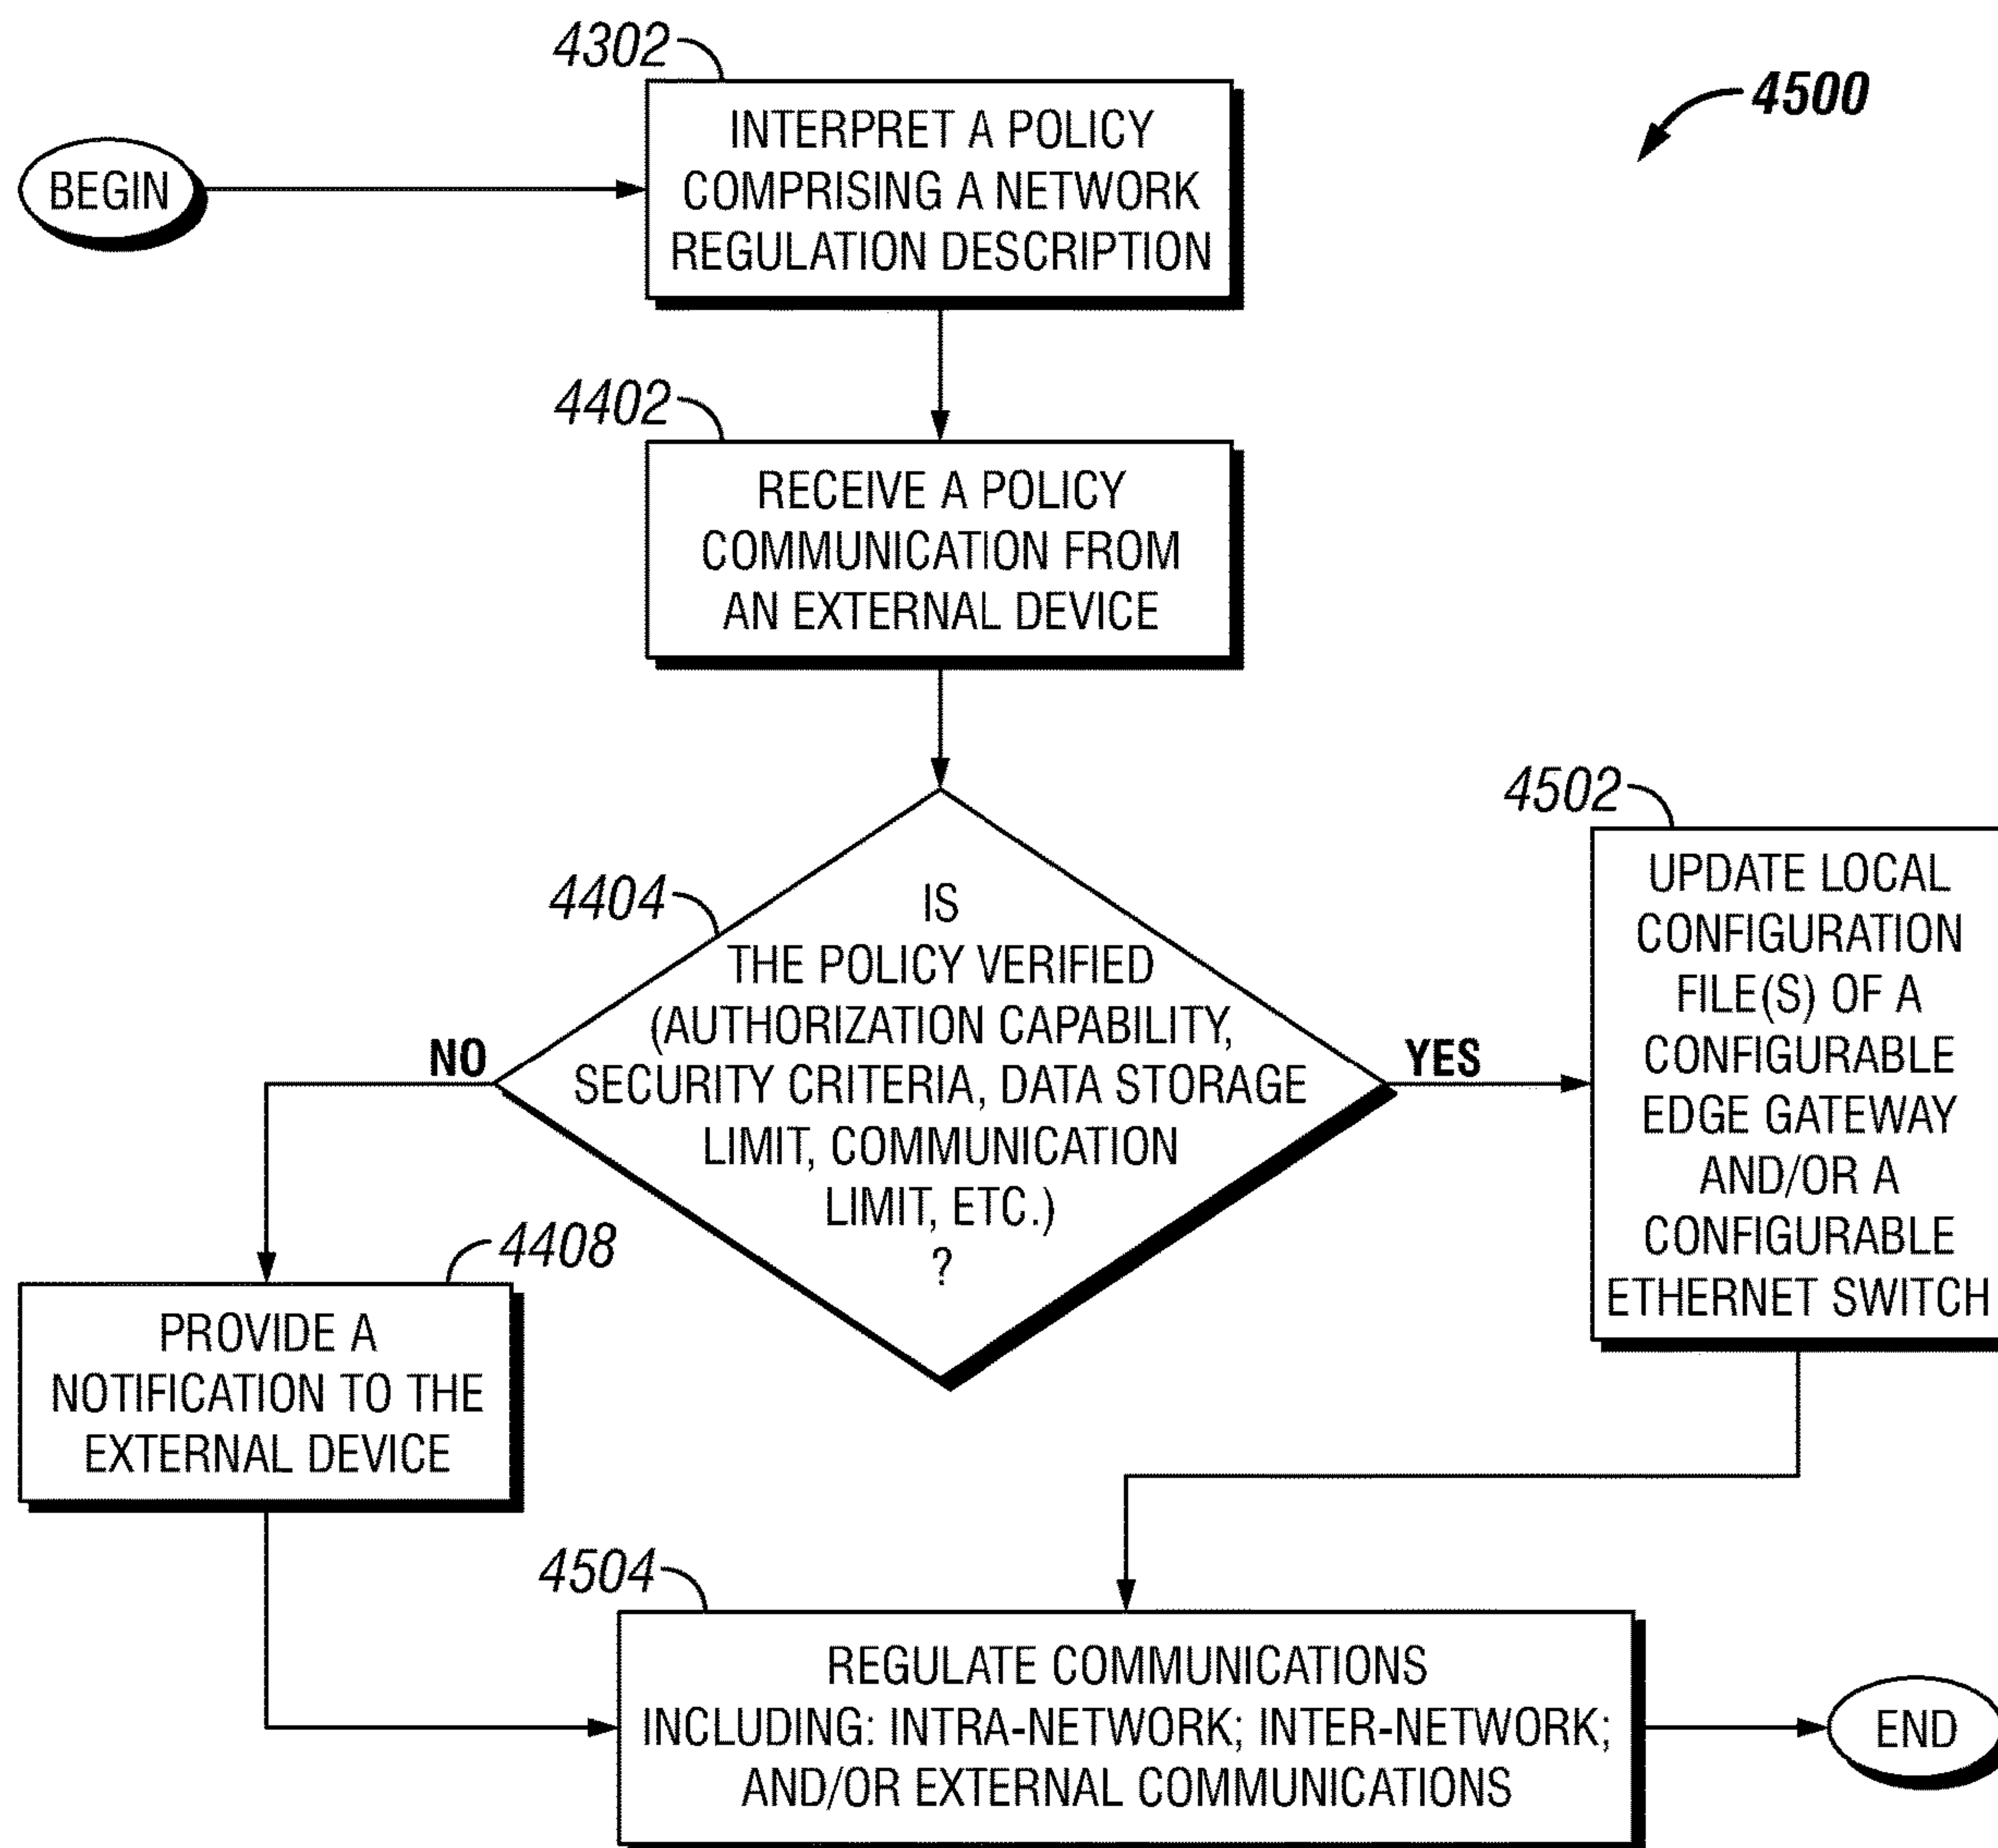 4302
4500
BEGIN
INTERPRET A POLICY
COMPRISING A NETWORK
REGULATION DESCRIPTION
4402
RECEIVE A POLICY
COMMUNICATION FROM
AN EXTERNAL DEVICE
4404
IS
THE POLICY VERIFIED
(AUTHORIZATION CAPABILITY,
SECURITY CRITERIA, DATA STORAGE
LIMIT, COMMUNICATION
LIMIT, ETC.)
?
NO
YES
4502
UPDATE LOCAL
CONFIGURATION
FILE(S) OF A
CONFIGURABLE
EDGE GATEWAY
AND/OR A
CONFIGURABLE
ETHERNET SWITCH
4408
PROVIDE A
NOTIFICATION TO THE
EXTERNAL DEVICE
4504
REGULATE COMMUNICATIONS
INCLUDING: INTRA-NETWORK; INTER-NETWORK;
AND/OR EXTERNAL COMMUNICATIONS
END